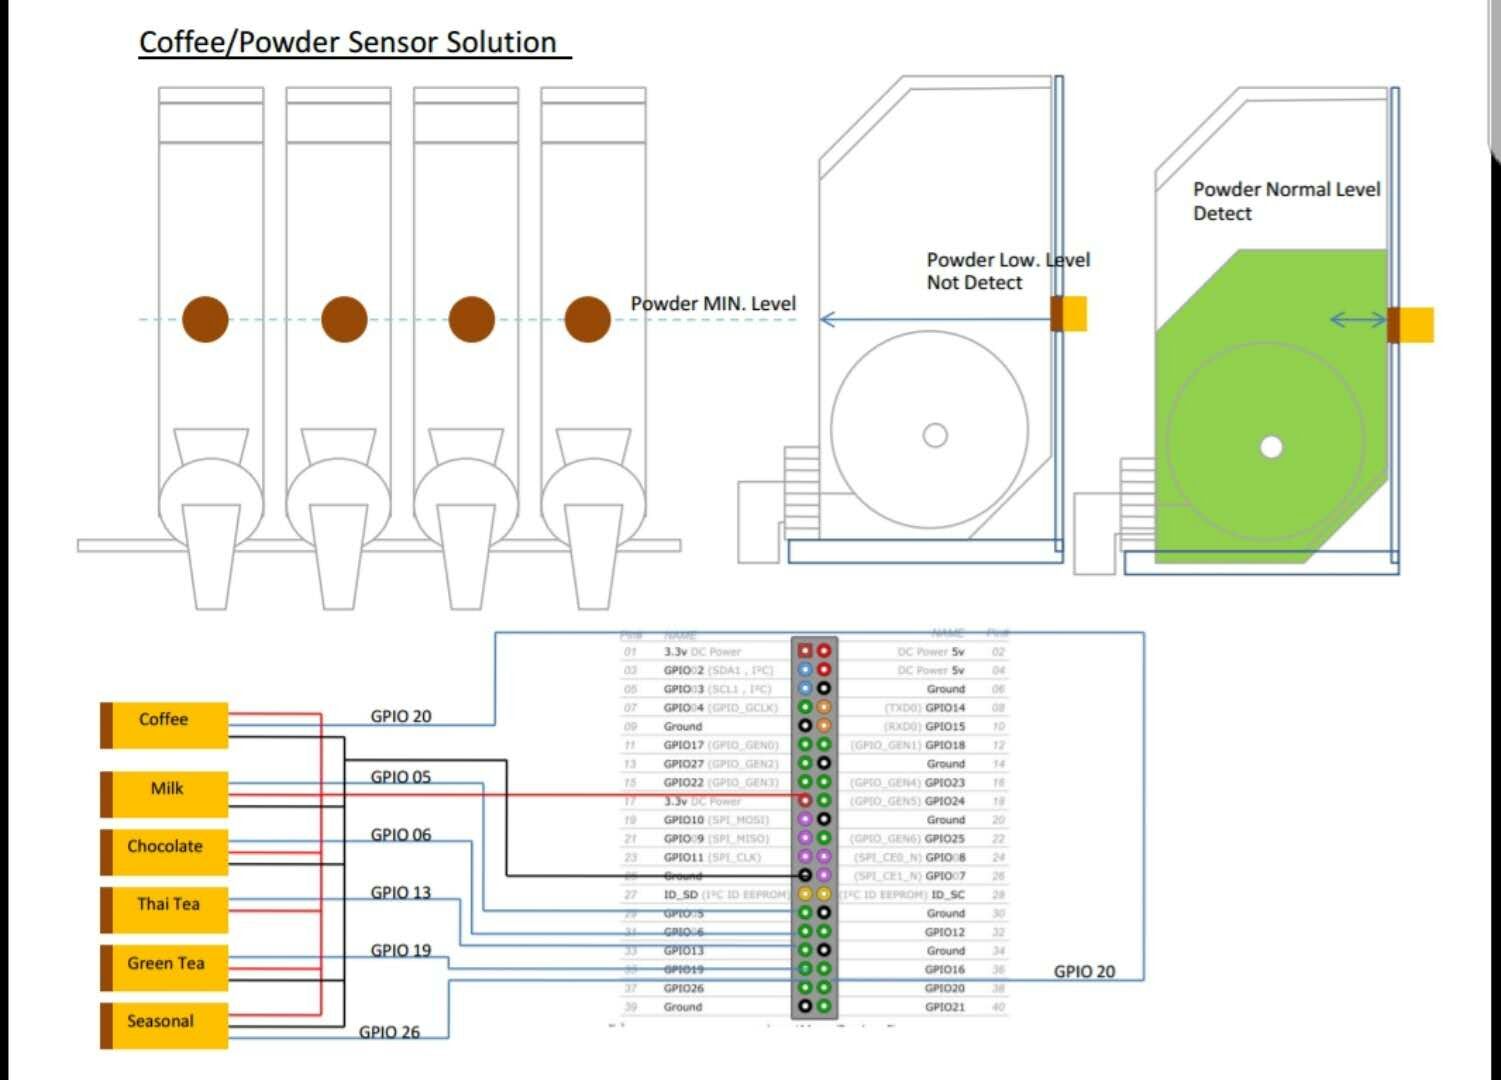 Coffee/Powder Sensor Solution
Powder Normal Level
Detect
Powder Low. Level
Not Detect
Powder MIN. Level
Pin# NAME NAME Pin#
01 3.3v DC Power DC Power 5v 02
03 GPIO02 (SDA1 , I²C) DC Power 5v 04
05 GPIO03 (SCL1 , I²C) Ground 06
07 GPIO04 (GPIO_GCLK) (TXD0) GPIO14 08
09 Ground (RXD0) GPIO15 10
11 GPIO17 (GPIO_GEN0) (GPIO_GEN1) GPIO18 12
13 GPIO27 (GPIO_GEN2) Ground 14
15 GPIO22 (GPIO_GEN3) (GPIO_GEN4) GPIO23 16
17 3.3v DC Power (GPIO_GEN5) GPIO24 18
19 GPIO10 (SPI_MOSI) Ground 20
21 GPIO09 (SPI_MISO) (GPIO_GEN6) GPIO25 22
23 GPIO11 (SPI_CLK) (SPI_CE0_N) GPIO08 24
25 Ground (SPI_CE1_N) GPIO07 26
27 ID_SD (I²C ID EEPROM) (I²C ID EEPROM) ID_SC 28
29 GPIO05 Ground 30
31 GPIO06 GPIO12 32
33 GPIO13 Ground 34
35 GPIO19 GPIO16 36
37 GPIO26 GPIO20 38
39 Ground GPIO21 40
Coffee
GPIO 20
Milk
GPIO 05
Chocolate
GPIO 06
Thai Tea
GPIO 13
Green Tea
GPIO 19
Seasonal
GPIO 26
GPIO 20